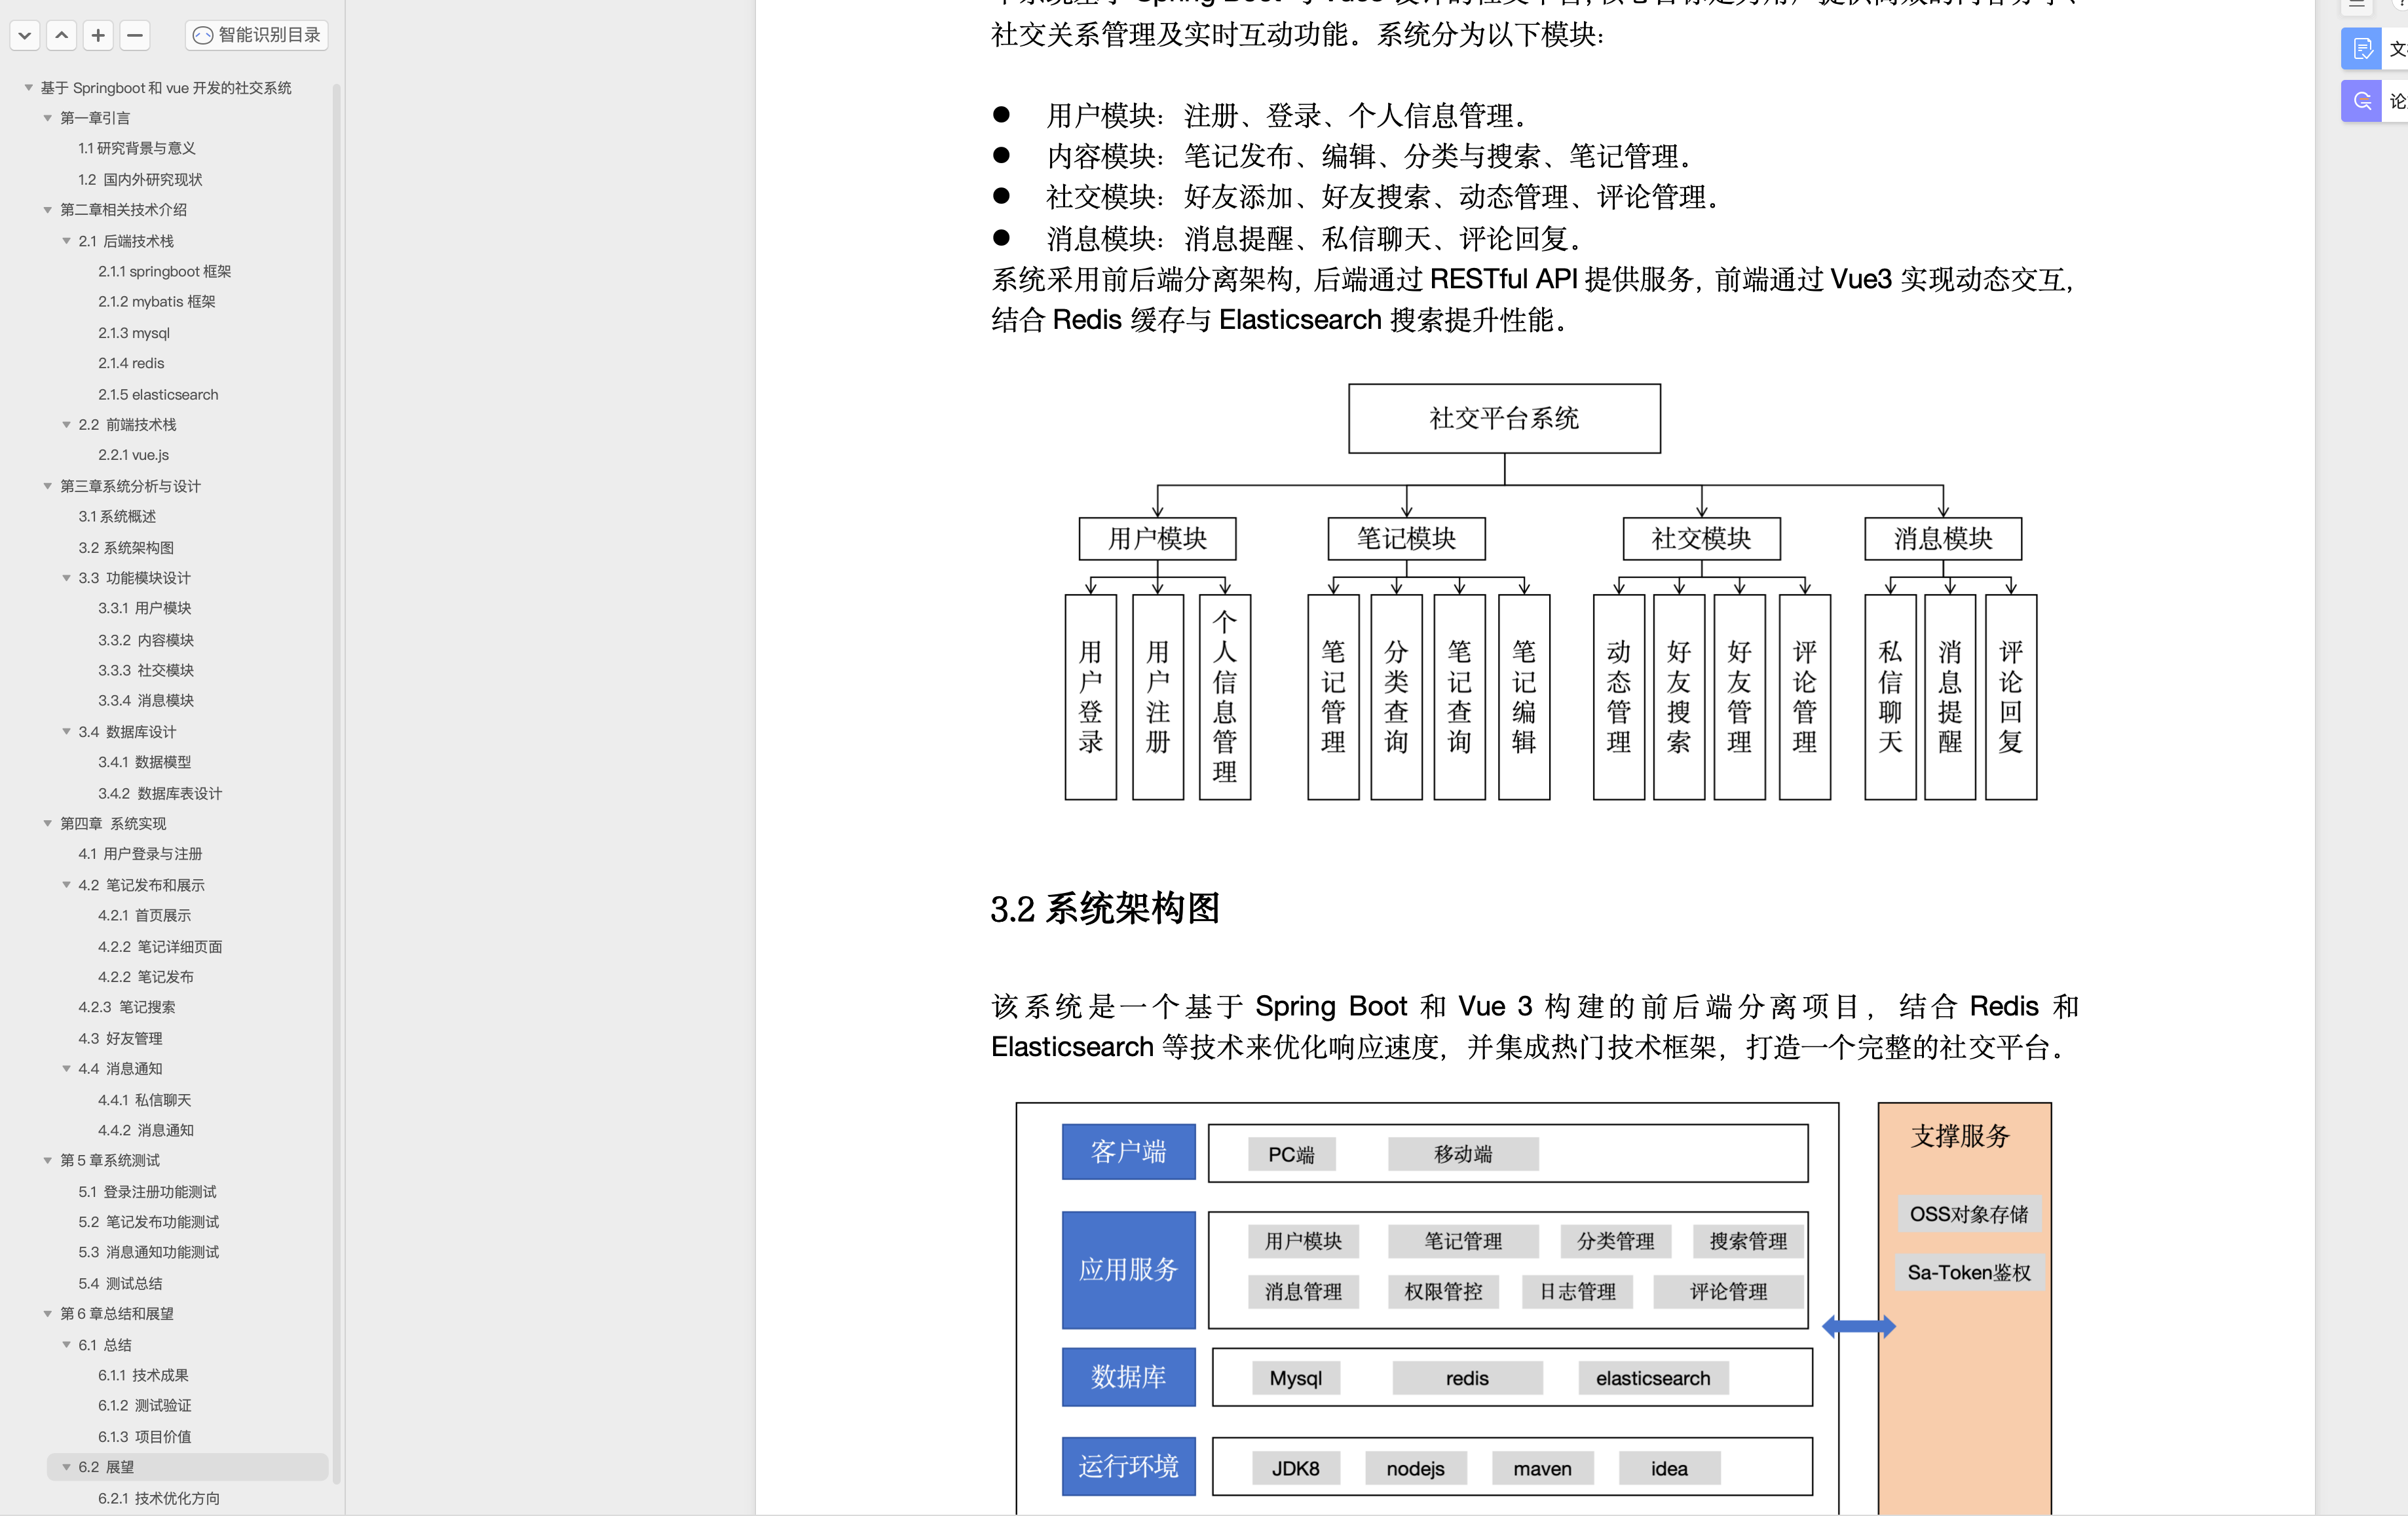 智能识别目录
基于 Springboot 和 vue 开发的社交系统
第一章引言
1.1 研究背景与意义
1.2 国内外研究现状
第二章相关技术介绍
2.1 后端技术栈
2.1.1 springboot 框架
2.1.2 mybatis 框架
2.1.3 mysql
2.1.4 redis
2.1.5 elasticsearch
2.2 前端技术栈
2.2.1 vue.js
第三章系统分析与设计
3.1 系统概述
3.2 系统架构图
3.3 功能模块设计
3.3.1 用户模块
3.3.2 内容模块
3.3.3 社交模块
3.3.4 消息模块
3.4 数据库设计
3.4.1 数据模型
3.4.2 数据库表设计
第四章 系统实现
4.1 用户登录与注册
4.2 笔记发布和展示
4.2.1 首页展示
4.2.2 笔记详细页面
4.2.2 笔记发布
4.2.3 笔记搜索
4.3 好友管理
4.4 消息通知
4.4.1 私信聊天
4.4.2 消息通知
第 5 章系统测试
5.1 登录注册功能测试
5.2 笔记发布功能测试
5.3 消息通知功能测试
5.4 测试总结
第 6 章总结和展望
6.1 总结
6.1.1 技术成果
6.1.2 测试验证
6.1.3 项目价值
6.2 展望
6.2.1 技术优化方向
社交关系管理及实时互动功能。系统分为以下模块：
● 用户模块：注册、登录、个人信息管理。
● 内容模块：笔记发布、编辑、分类与搜索、笔记管理。
● 社交模块：好友添加、好友搜索、动态管理、评论管理。
● 消息模块：消息提醒、私信聊天、评论回复。
系统采用前后端分离架构，后端通过 RESTful API 提供服务，前端通过 Vue3 实现动态交互，
结合 Redis 缓存与 Elasticsearch 搜索提升性能。
社交平台系统
用户模块
笔记模块
社交模块
消息模块
用户登录
用户注册
个人信息管理
笔记管理
分类查询
笔记查询
笔记编辑
动态管理
好友搜索
好友管理
评论管理
私信聊天
消息提醒
评论回复
3.2 系统架构图
该系统是一个基于 Spring Boot 和 Vue 3 构建的前后端分离项目，结合 Redis 和
Elasticsearch 等技术来优化响应速度，并集成热门技术框架，打造一个完整的社交平台。
客户端
PC端
移动端
应用服务
用户模块
笔记管理
分类管理
搜索管理
消息管理
权限管控
日志管理
评论管理
数据库
Mysql
redis
elasticsearch
运行环境
JDK8
nodejs
maven
idea
支撑服务
OSS对象存储
Sa-Token鉴权
文
论